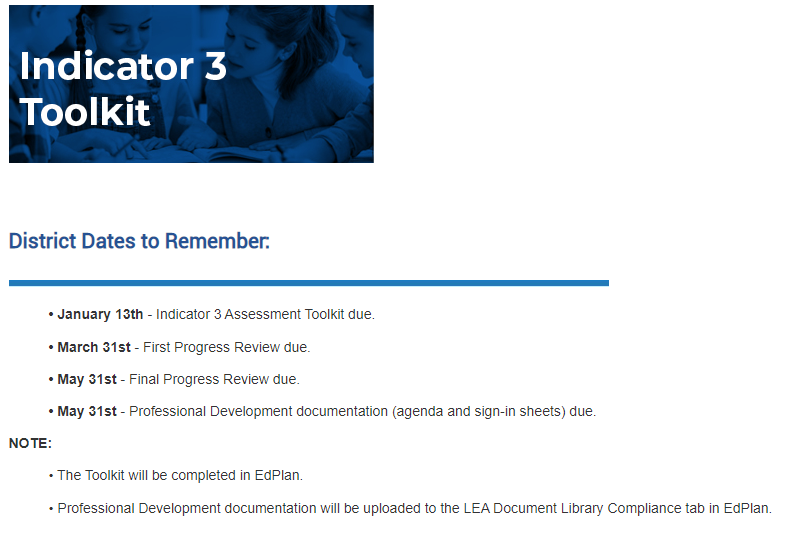 Indicator 3
Toolkit
District Dates to Remember:
• January 13th - Indicator 3 Assessment Toolkit due.
• March 31st - First Progress Review due.
• May 31st - Final Progress Review due.
• May 31st - Professional Development documentation (agenda and sign-in sheets) due.
NOTE:
• The Toolkit will be completed in EdPlan.
• Professional Development documentation will be uploaded to the LEA Document Library Compliance tab in EdPlan.